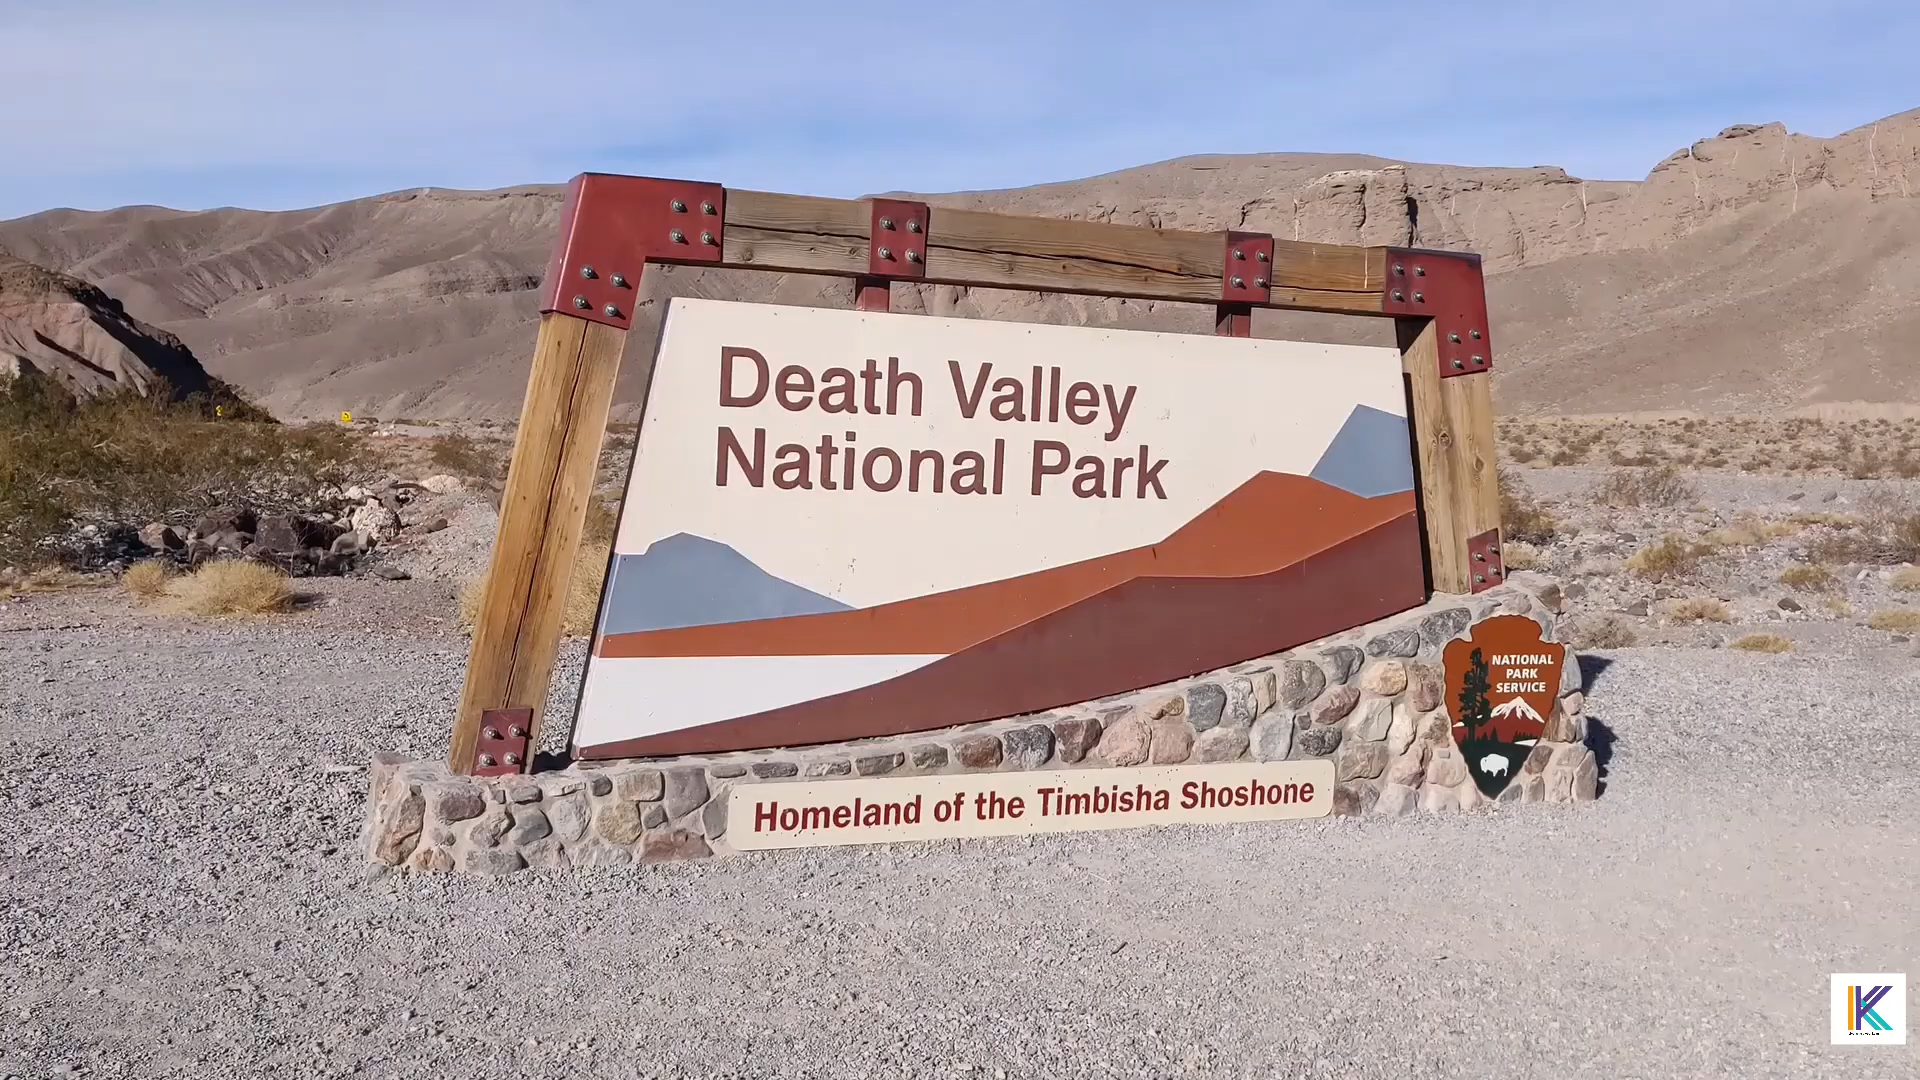 Death Valley
National Park
NATIONAL
PARK
SERVICE
Homeland of the Timbisha Shoshone
K